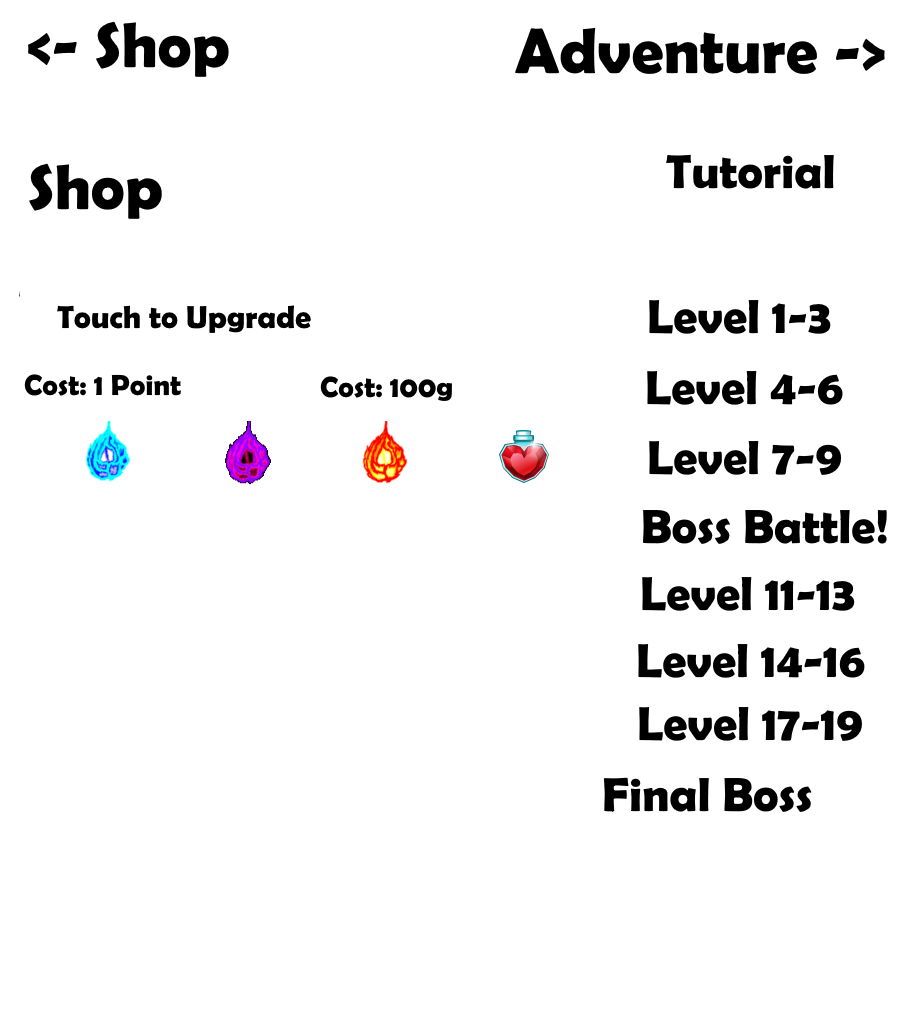 <- Shop
Adventure ->
Shop
Tutorial
Touch to Upgrade
Cost: 1 Point
Cost: 100g
Level 1-3
Level 4-6
Level 7-9
Boss Battle!
Level 11-13
Level 14-16
Level 17-19
Final Boss